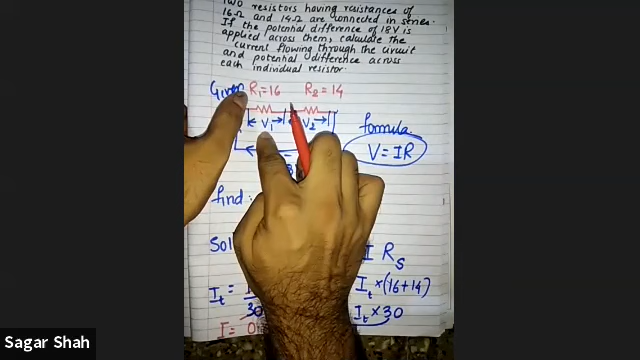 Two resistors having resistances of
16Ω and 14Ω are connected in series.
If the potential difference of 18V is
applied across them, calculate the
current flowing through the circuit
and potential difference across
each individual resistor.
Given R₁=16 R₂=14
V₁ V₂
formula
V=IR
find:
Sol
I Rs
It = It×(16+14)
30 It×30
I=
Sagar Shah